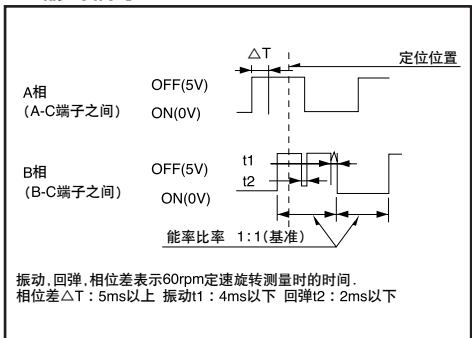 △T
定位位置
A相
(A-C端子之间)
OFF(5V)
ON(0V)
B相
(B-C端子之间)
OFF(5V)
ON(0V)
t1
t2
能率比率 1:1(基准)
振动,回弹,相位差表示60rpm定速旋转测量时的时间.
相位差△T：5ms以上 振动t1：4ms以下 回弹t2：2ms以下